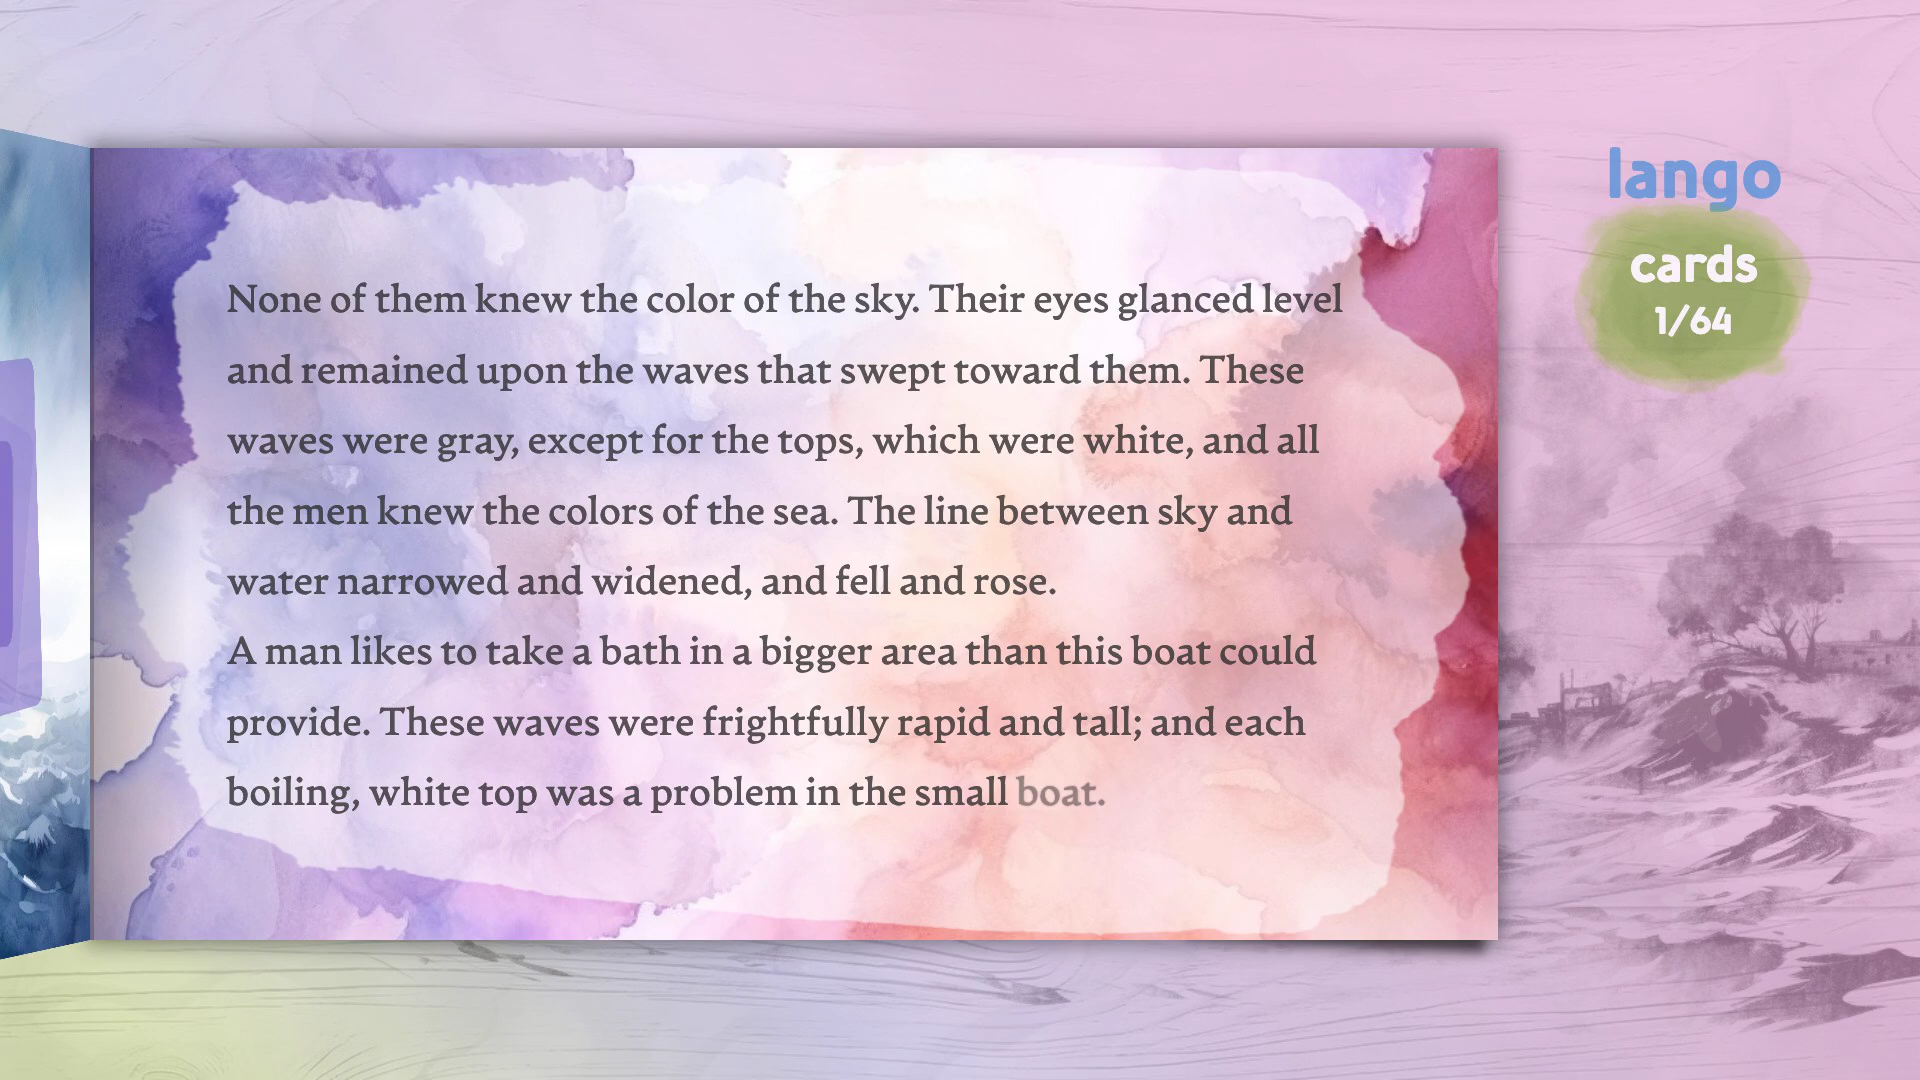 None of them knew the color of the sky. Their eyes glanced level
and remained upon the waves that swept toward them. These
waves were gray, except for the tops, which were white, and all
the men knew the colors of the sea. The line between sky and
water narrowed and widened, and fell and rose.
A man likes to take a bath in a bigger area than this boat could
provide. These waves were frightfully rapid and tall; and each
boiling, white top was a problem in the small boat.
lango
cards
1/64